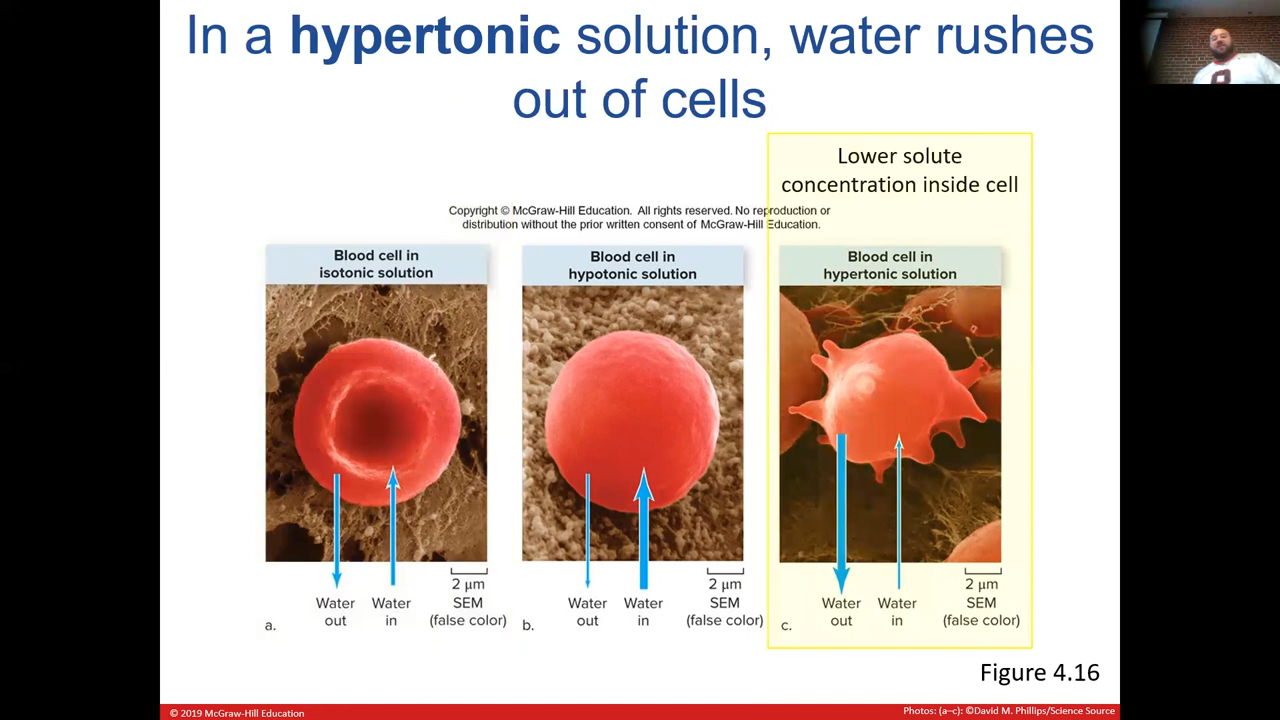 In a hypertonic solution, water rushes
out of cells
Lower solute
concentration inside cell
Copyright © McGraw-Hill Education. All rights reserved. No reproduction or
distribution without the prior written consent of McGraw-Hill Education.
Blood cell in
isotonic solution
Blood cell in
hypotonic solution
Blood cell in
hypertonic solution
Water
out
Water
in
2 μm
SEM
(false color)
a.
Water
out
Water
in
2 μm
SEM
(false color)
b.
Water
out
Water
in
2 μm
SEM
(false color)
c.
Figure 4.16
© 2019 McGraw-Hill Education
Photos: (a–c): ©David M. Phillips/Science Source